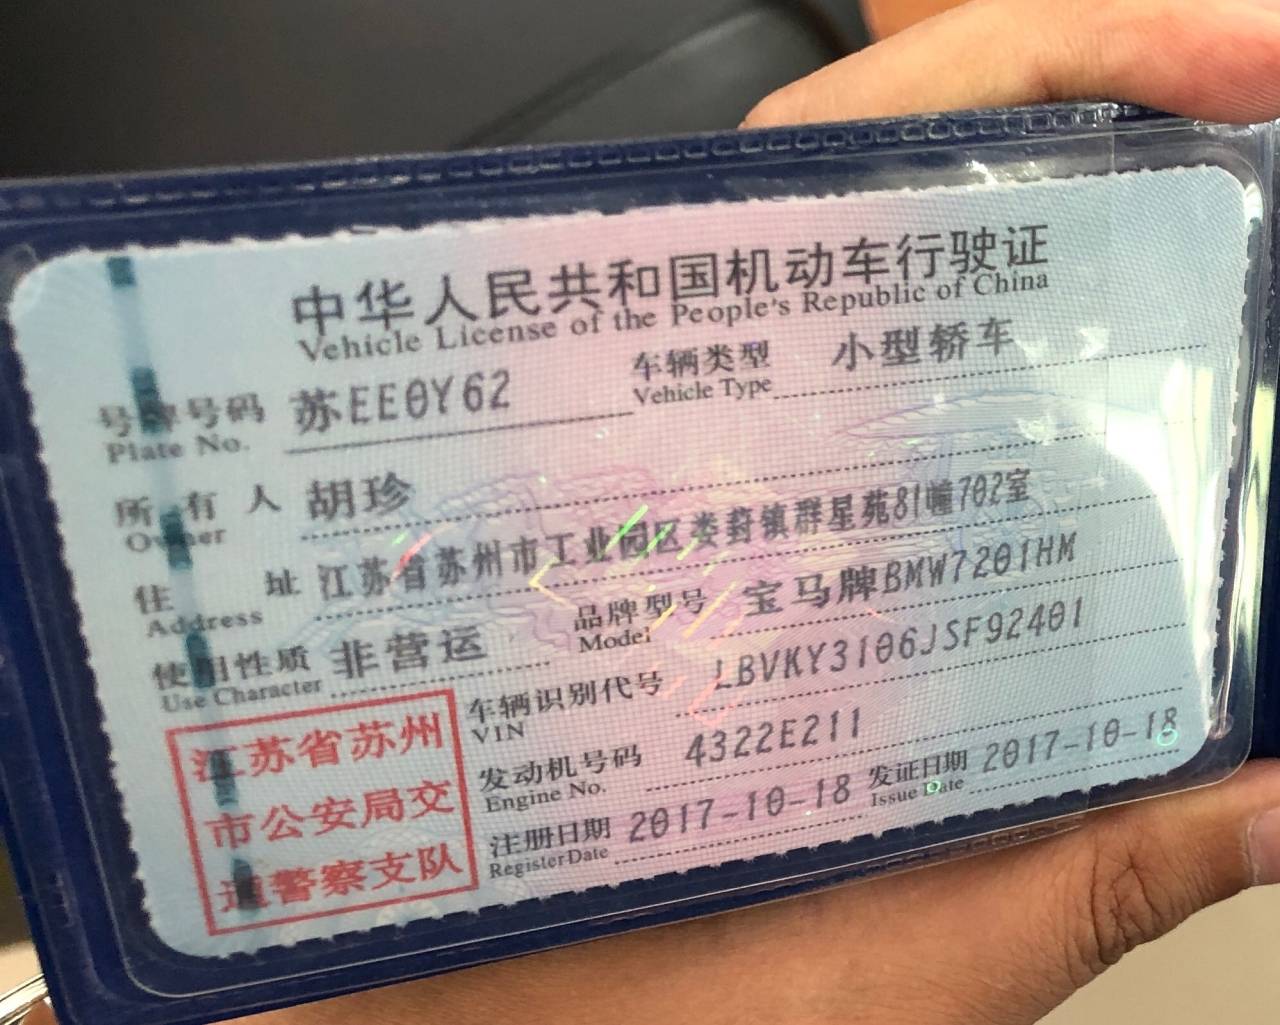 中华人民共和国机动车行驶证
Vehicle License of the People's Republic of China
号牌号码 苏EE0Y62 车辆类型 小型轿车
Plate No. Vehicle Type
所有人 胡珍
Owner
住址 江苏省苏州市工业园区娄葑镇群星苑81幢702室
Address
使用性质 非营运 品牌型号 宝马牌BMW7201HM
Use Character Model
车辆识别代号 LBVKY3106JSF92401
VIN
发动机号码 4322E211
Engine No.
注册日期 2017-10-18 发证日期 2017-10-18
Register Date Issue Date
江苏省苏州
市公安局交
通警察支队